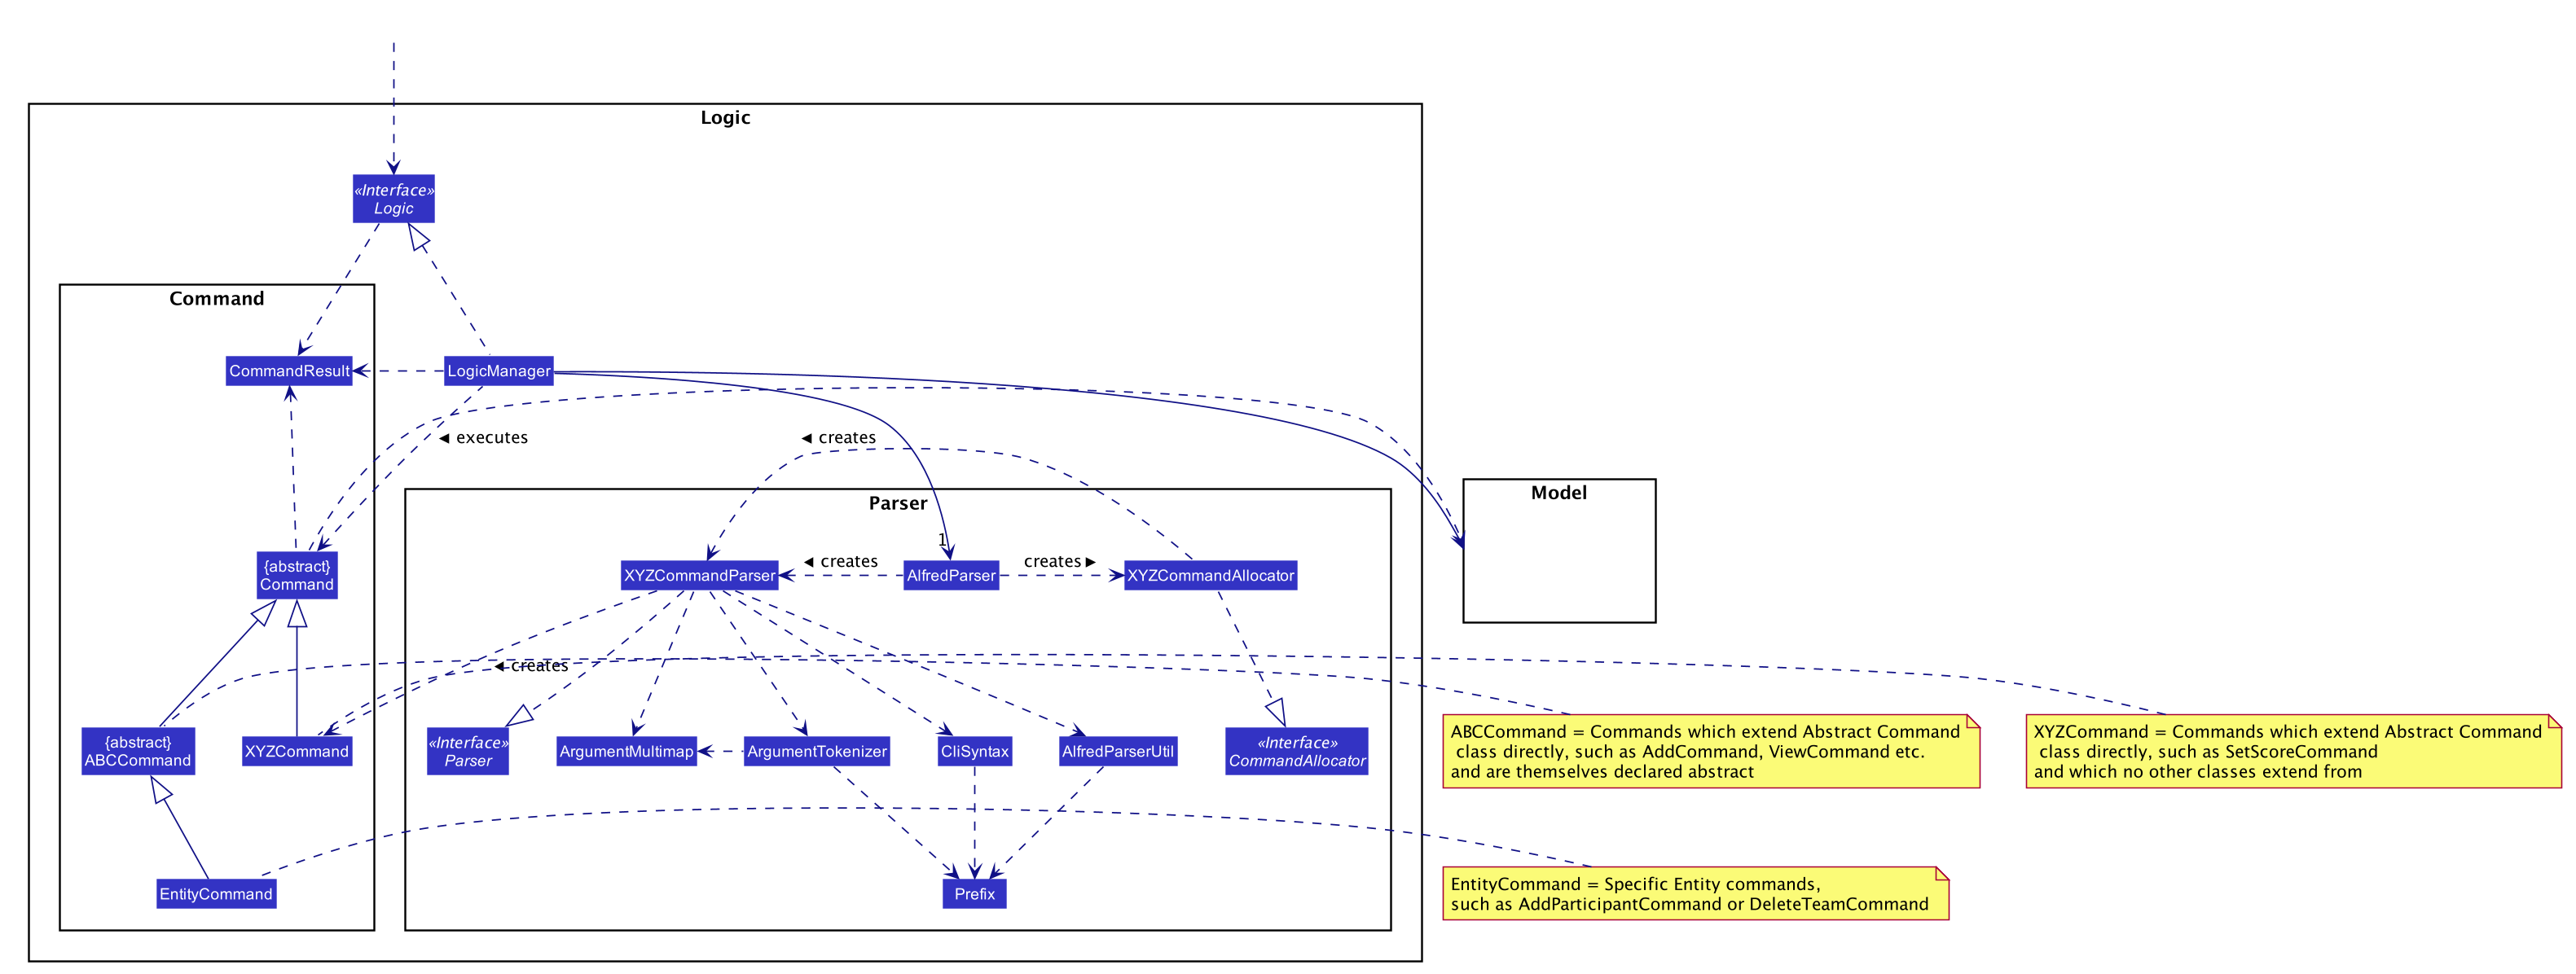 Logic
«Interface»
Logic
Command
CommandResult
LogicManager
◄ executes
◄ creates
Model
Parser
1
{abstract}
Command
XYZCommandParser
◄ creates
AlfredParser
creates ►
XYZCommandAllocator
◄ creates
{abstract}
ABCCommand
XYZCommand
«Interface»
Parser
ArgumentMultimap
ArgumentTokenizer
CliSyntax
AlfredParserUtil
«Interface»
CommandAllocator
ABCCommand = Commands which extend Abstract Command
class directly, such as AddCommand, ViewCommand etc.
and are themselves declared abstract
XYZCommand = Commands which extend Abstract Command
class directly, such as SetScoreCommand
and which no other classes extend from
EntityCommand
Prefix
EntityCommand = Specific Entity commands,
such as AddParticipantCommand or DeleteTeamCommand